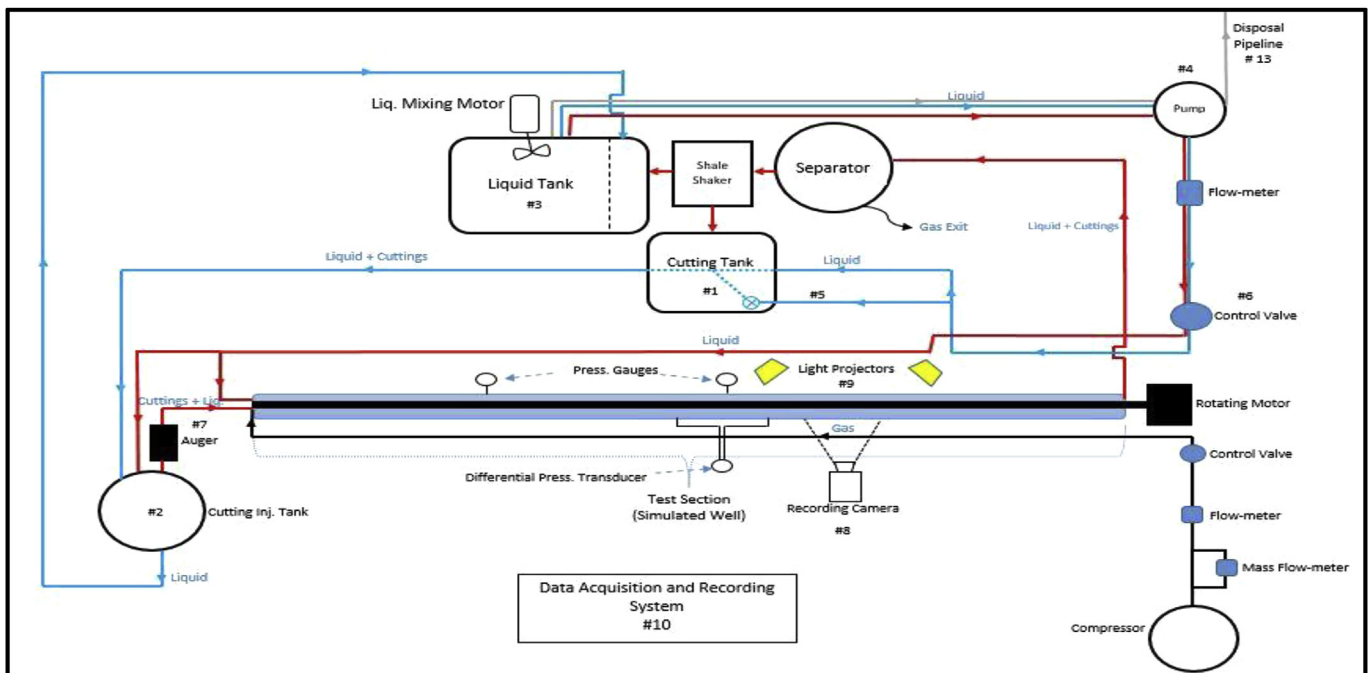 Disposal
Pipeline
# 13
#4
Pump
Liquid
Liq. Mixing Motor
Liquid Tank
#3
Shale
Shaker
Separator
Gas Exit
Flow-meter
Liquid + Cuttings
Liquid + Cuttings
Cutting Tank
#1
Liquid
#5
#6
Control Valve
Liquid
Press. Gauges
Light Projectors
#9
Cuttings + Liq.
#7
Auger
Rotating Motor
Gas
Control Valve
Differential Press. Transducer
Test Section
(Simulated Well)
Recording Camera
#8
#2
Cutting Inj. Tank
Flow-meter
Liquid
Mass Flow-meter
Data Acquisition and Recording
System
#10
Compressor